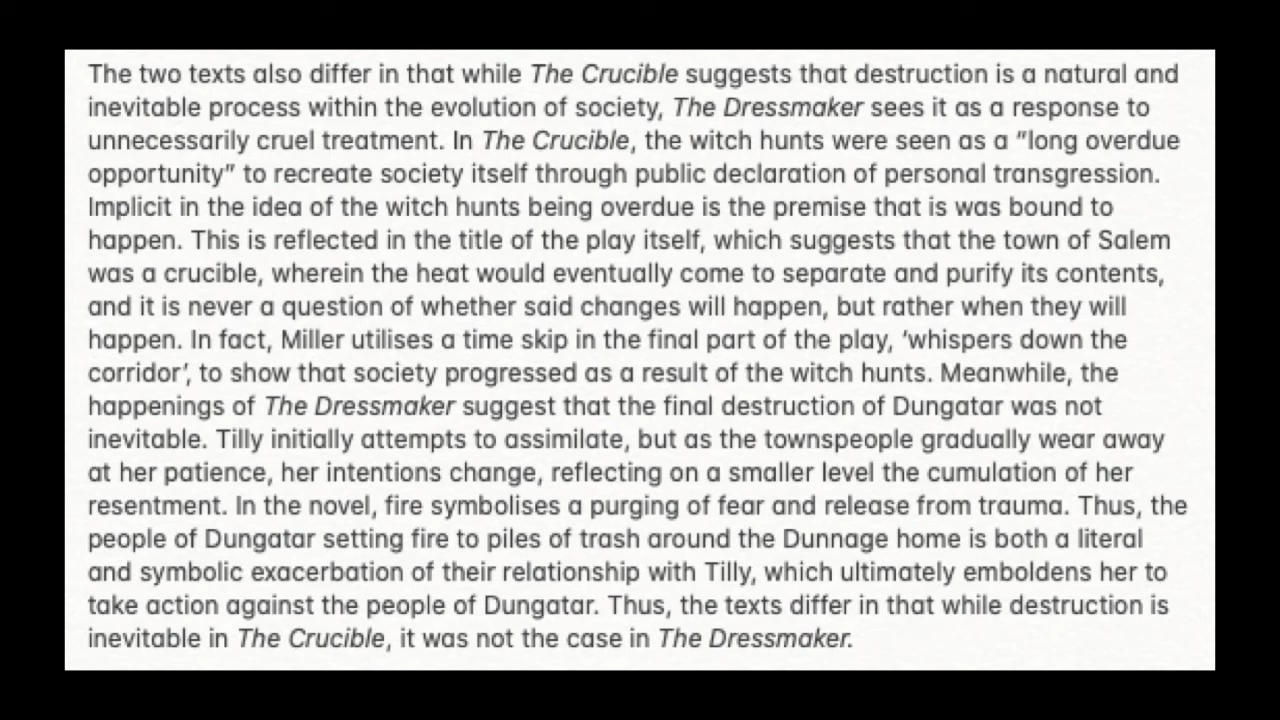 The two texts also differ in that while The Crucible suggests that destruction is a natural and
inevitable process within the evolution of society, The Dressmaker sees it as a response to
unnecessarily cruel treatment. In The Crucible, the witch hunts were seen as a “long overdue
opportunity” to recreate society itself through public declaration of personal transgression.
Implicit in the idea of the witch hunts being overdue is the premise that is was bound to
happen. This is reflected in the title of the play itself, which suggests that the town of Salem
was a crucible, wherein the heat would eventually come to separate and purify its contents,
and it is never a question of whether said changes will happen, but rather when they will
happen. In fact, Miller utilises a time skip in the final part of the play, ‘whispers down the
corridor’, to show that society progressed as a result of the witch hunts. Meanwhile, the
happenings of The Dressmaker suggest that the final destruction of Dungatar was not
inevitable. Tilly initially attempts to assimilate, but as the townspeople gradually wear away
at her patience, her intentions change, reflecting on a smaller level the cumulation of her
resentment. In the novel, fire symbolises a purging of fear and release from trauma. Thus, the
people of Dungatar setting fire to piles of trash around the Dunnage home is both a literal
and symbolic exacerbation of their relationship with Tilly, which ultimately emboldens her to
take action against the people of Dungatar. Thus, the texts differ in that while destruction is
inevitable in The Crucible, it was not the case in The Dressmaker.